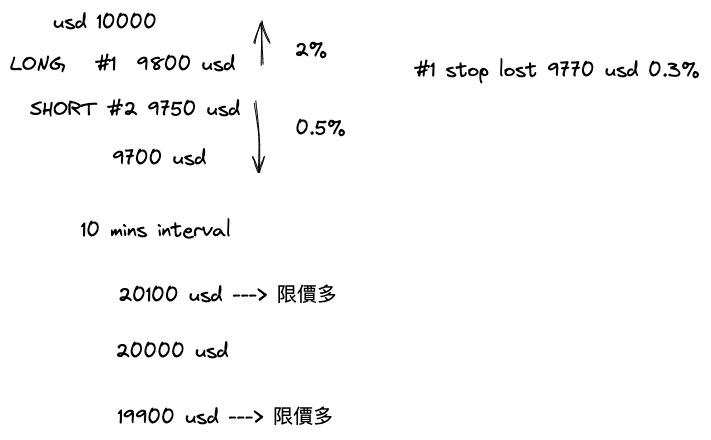 usd 10000
2%
LONG #1 9800 usd
#1 stop lost 9770 usd 0.3%
SHORT #2 9750 usd
0.5%
9700 usd
10 mins interval
20100 usd ---> 限價多
20000 usd
19900 usd ---> 限價多